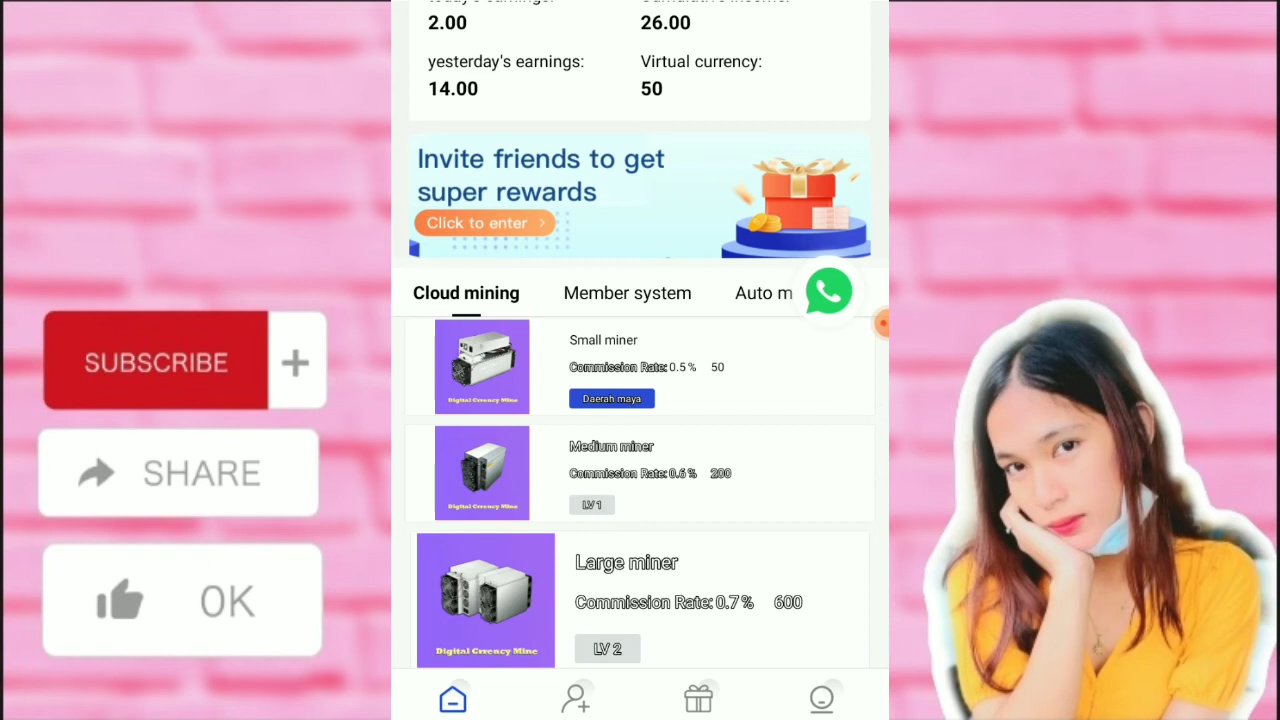 2.00
26.00
yesterday's earnings:
Virtual currency:
14.00
50
Invite friends to get
super rewards
Click to enter >
Cloud mining
Member system
Auto m
Small miner
Commission Rate: 0.5 % 50
Daerah maya
Digital Crrency Mine
Medium miner
Commission Rate: 0.6 % 200
LV 1
Digital Crrency Mine
Large miner
Commission Rate: 0.7 % 600
LV 2
Digital Crrency Mine
SUBSCRIBE
SHARE
0K